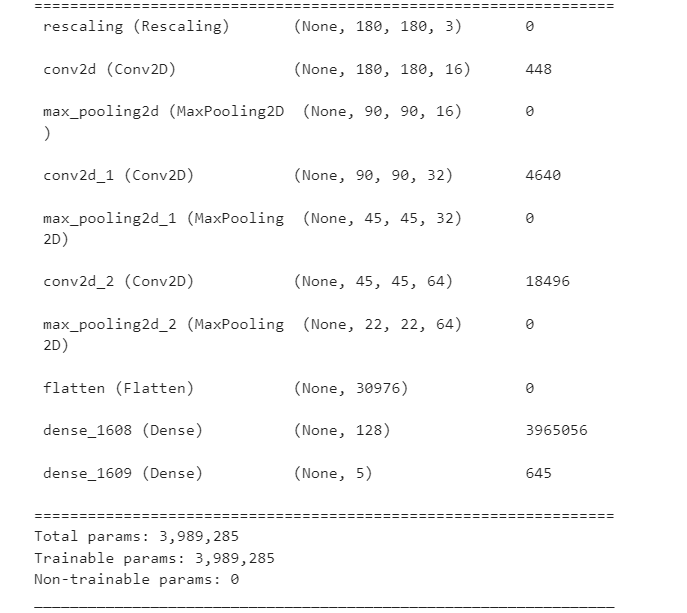 =================================================================
rescaling (Rescaling) (None, 180, 180, 3) 0
conv2d (Conv2D) (None, 180, 180, 16) 448
max_pooling2d (MaxPooling2D (None, 90, 90, 16) 0
)
conv2d_1 (Conv2D) (None, 90, 90, 32) 4640
max_pooling2d_1 (MaxPooling (None, 45, 45, 32) 0
2D)
conv2d_2 (Conv2D) (None, 45, 45, 64) 18496
max_pooling2d_2 (MaxPooling (None, 22, 22, 64) 0
2D)
flatten (Flatten) (None, 30976) 0
dense_1608 (Dense) (None, 128) 3965056
dense_1609 (Dense) (None, 5) 645
=================================================================
Total params: 3,989,285
Trainable params: 3,989,285
Non-trainable params: 0
_________________________________________________________________